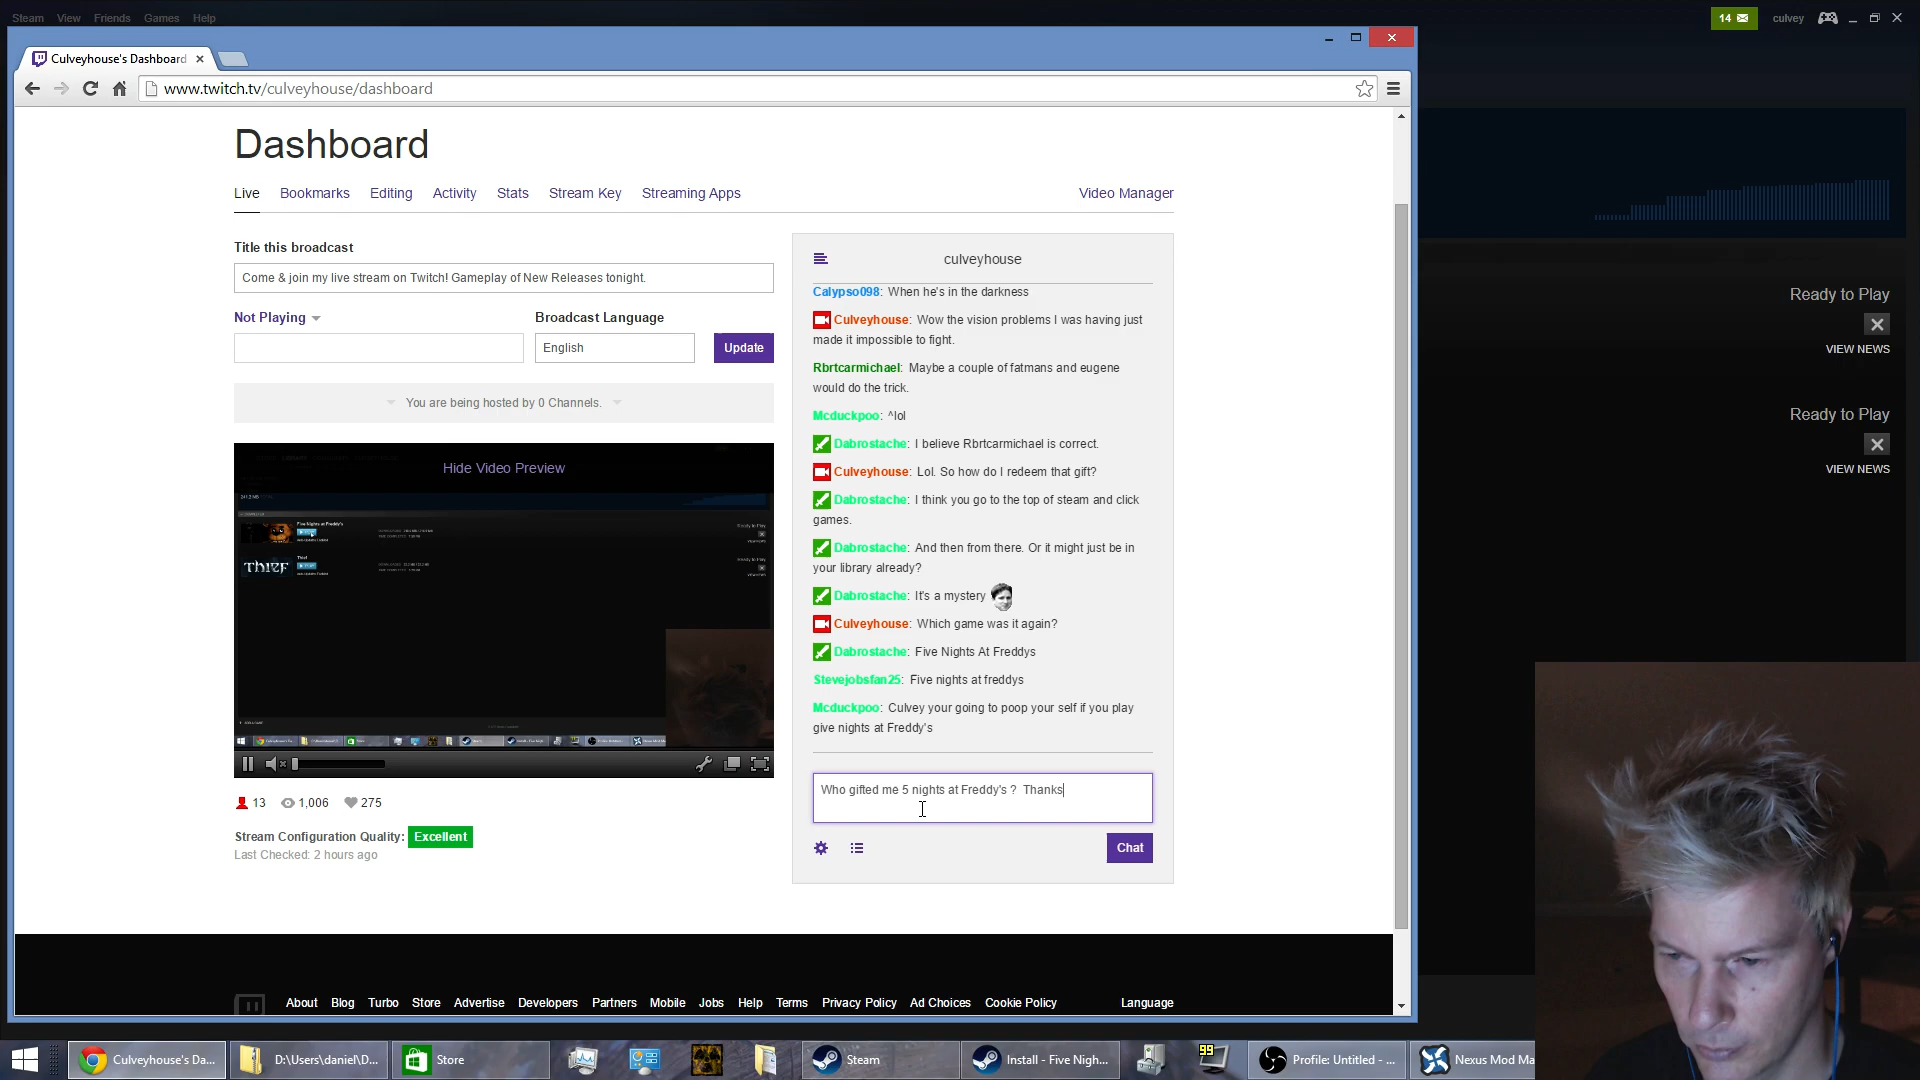 Steam View Friends Games Help
14 culvey
Culveyhouse's Dashboard
www.twitch.tv/culveyhouse/dashboard
Dashboard
Live Bookmarks Editing Activity Stats Stream Key Streaming Apps Video Manager
Title this broadcast
Come & join my live stream on Twitch! Gameplay of New Releases tonight.
Not Playing
Broadcast Language
English
Update
You are being hosted by 0 Channels.
Hide Video Preview
Five Nights at Freddy's
Thief
THIEF
13 1,006 275
Stream Configuration Quality: Excellent
Last Checked: 2 hours ago
culveyhouse
Calypso098: When he's in the darkness
Culveyhouse: Wow the vision problems I was having just
made it impossible to fight.
Rbrtcarmichael: Maybe a couple of fatmans and eugene
would do the trick.
Mcduckpoo: ^lol
Dabrostache: I believe Rbrtcarmichael is correct.
Culveyhouse: Lol. So how do I redeem that gift?
Dabrostache: I think you go to the top of steam and click
games.
Dabrostache: And then from there. Or it might just be in
your library already?
Dabrostache: It's a mystery
Culveyhouse: Which game was it again?
Dabrostache: Five Nights At Freddys
Stevejobsfan25: Five nights at freddys
Mcduckpoo: Culvey your going to poop your self if you play
give nights at Freddy's
Who gifted me 5 nights at Freddy's ?  Thanks
Chat
Ready to Play
VIEW NEWS
Ready to Play
VIEW NEWS
About Blog Turbo Store Advertise Developers Partners Mobile Jobs Help Terms Privacy Policy Ad Choices Cookie Policy Language
Culveyhouse's Da... D:\Users\daniel\D... Store Steam Install - Five Nigh... 99 Profile: Untitled - ... Nexus Mod Ma